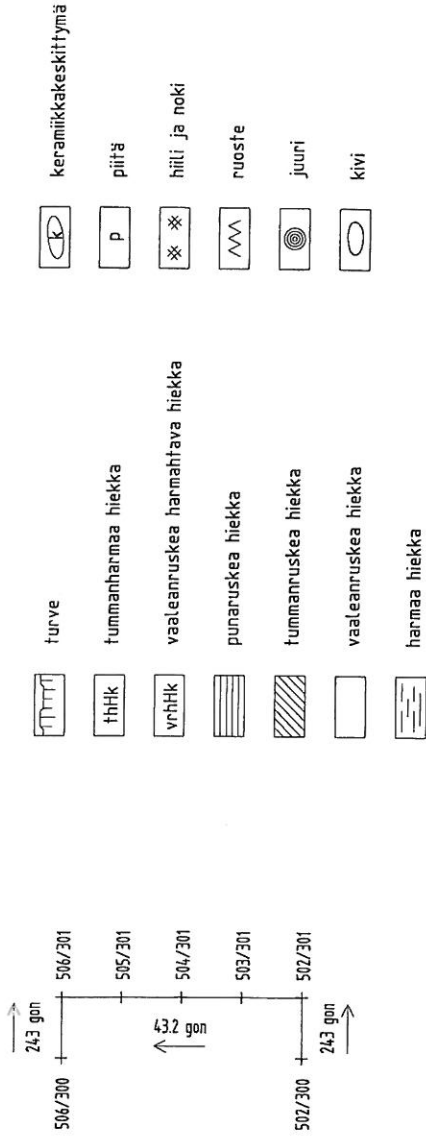 243 gon
506/300
506/301
505/301
43.2 gon
504/301
503/301
502/300
502/301
243 gon
turve
thHk tummanharmaa hiekka
vrhHk vaaleanruskea harmahtava hiekka
punaruskea hiekka
tummanruskea hiekka
vaaleanruskea hiekka
harmaa hiekka
k keramiikkakeskittymä
p piitä
hiili ja noki
ruoste
juuri
kivi